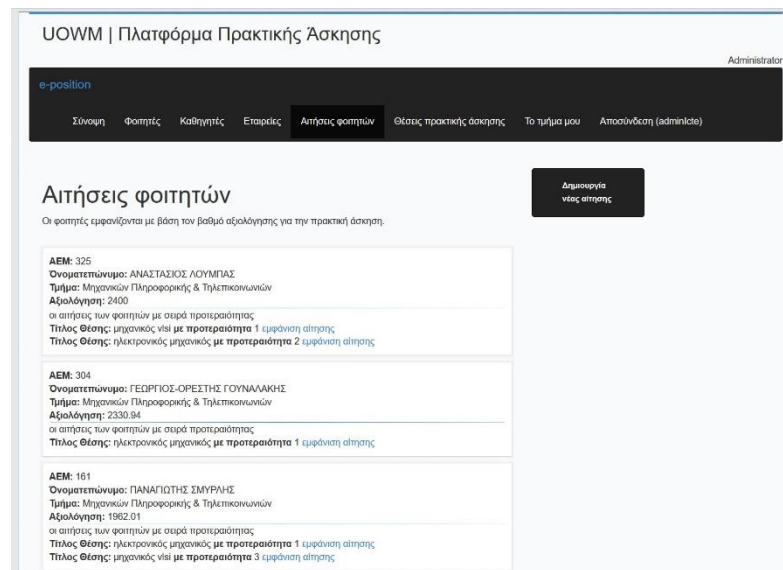 UOWM | Πλατφόρμα Πρακτικής Άσκησης
Administrator
e-position
Σύνοψη Φοιτητές Καθηγητές Εταιρείες Αιτήσεις φοιτητών Θέσεις πρακτικής άσκησης Το τμήμα μου Αποσύνδεση (adminIcte)
Αιτήσεις φοιτητών
Οι φοιτητές εμφανίζονται με βάση τον βαθμό αξιολόγησης για την πρακτική άσκηση.
Δημιουργία
νέας αίτησης
ΑΕΜ: 325
Όνοματεπώνυμο: ΑΝΑΣΤΑΣΙΟΣ ΛΟΥΜΠΑΣ
Τμήμα: Μηχανικών Πληροφορικής & Τηλεπικοινωνιών
Αξιολόγηση: 2400
οι αιτήσεις των φοιτητών με σειρά προτεραιότητας
Τίτλος Θέσης: μηχανικός vlsi με προτεραιότητα 1 εμφάνιση αίτησης
Τίτλος Θέσης: ηλεκτρονικός μηχανικός με προτεραιότητα 2 εμφάνιση αίτησης
ΑΕΜ: 304
Όνοματεπώνυμο: ΓΕΩΡΓΙΟΣ-ΟΡΕΣΤΗΣ ΓΟΥΝΑΛΑΚΗΣ
Τμήμα: Μηχανικών Πληροφορικής & Τηλεπικοινωνιών
Αξιολόγηση: 2330.94
οι αιτήσεις των φοιτητών με σειρά προτεραιότητας
Τίτλος Θέσης: ηλεκτρονικός μηχανικός με προτεραιότητα 1 εμφάνιση αίτησης
ΑΕΜ: 161
Όνοματεπώνυμο: ΠΑΝΑΓΙΩΤΗΣ ΣΜΥΡΛΗΣ
Τμήμα: Μηχανικών Πληροφορικής & Τηλεπικοινωνιών
Αξιολόγηση: 1962.01
οι αιτήσεις των φοιτητών με σειρά προτεραιότητας
Τίτλος Θέσης: ηλεκτρονικός μηχανικός με προτεραιότητα 1 εμφάνιση αίτησης
Τίτλος Θέσης: μηχανικός vlsi με προτεραιότητα 3 εμφάνιση αίτησης